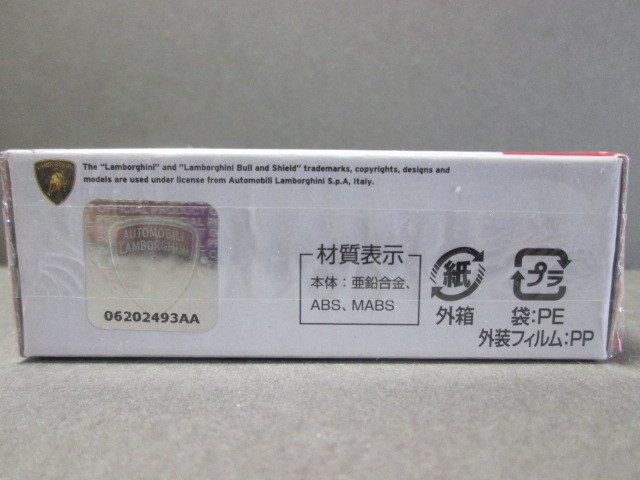 The "Lamborghini" and "Lamborghini Bull and Shield" trademarks, copyrights, designs and
models are used under license from Automobili Lamborghini S.p.A, Italy.
AUTOMOBILI
LAMBORGHINI
06202493AA
材質表示
本体：亜鉛合金、
ABS、MABS
紙
外箱
プラ
袋:PE
外装フィルム:PP